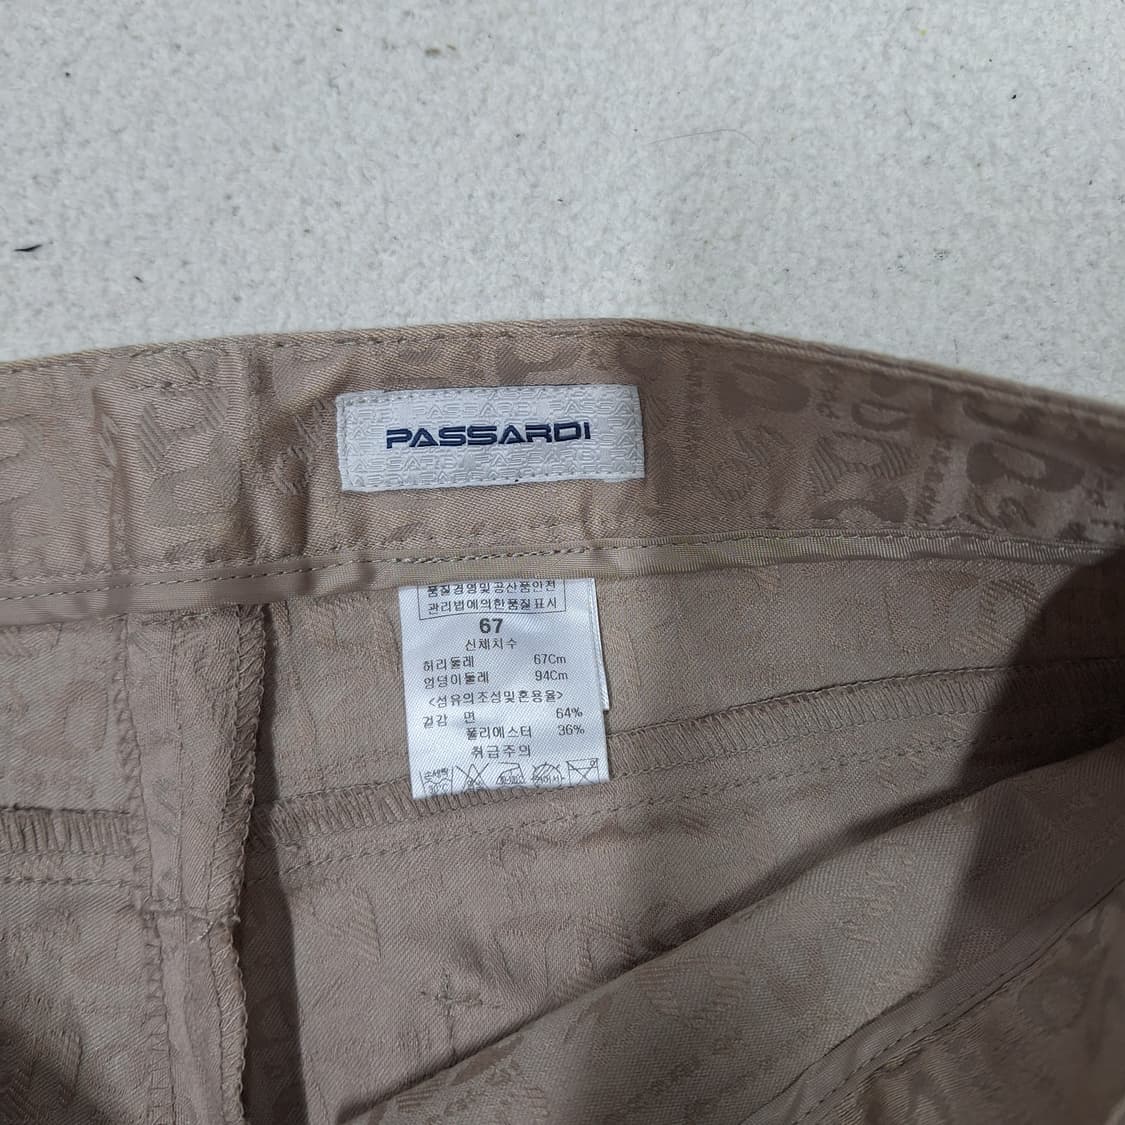 PASSARDI
품질경영및공산품안전
관리법에의한품질표시
67
신체치수
허리둘레 67Cm
엉덩이둘레 94Cm
<섬유의조성및혼용율>
겉감 면 64%
폴리에스터 36%
취급주의